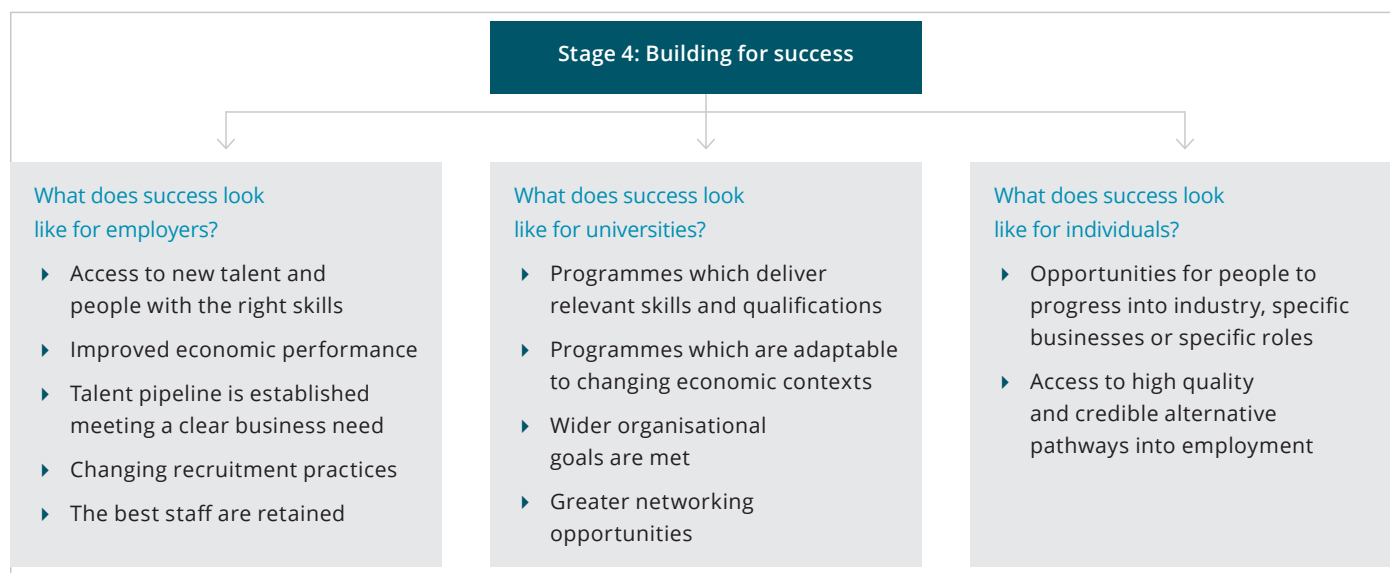 Stage 4: Building for success
What does success look
like for employers?
Access to new talent and
people with the right skills
Improved economic performance
Talent pipeline is established
meeting a clear business need
Changing recruitment practices
The best staff are retained
What does success look
like for universities?
Programmes which deliver
relevant skills and qualifications
Programmes which are adaptable
to changing economic contexts
Wider organisational
goals are met
Greater networking
opportunities
What does success look
like for individuals?
Opportunities for people to
progress into industry, specific
businesses or specific roles
Access to high quality
and credible alternative
pathways into employment